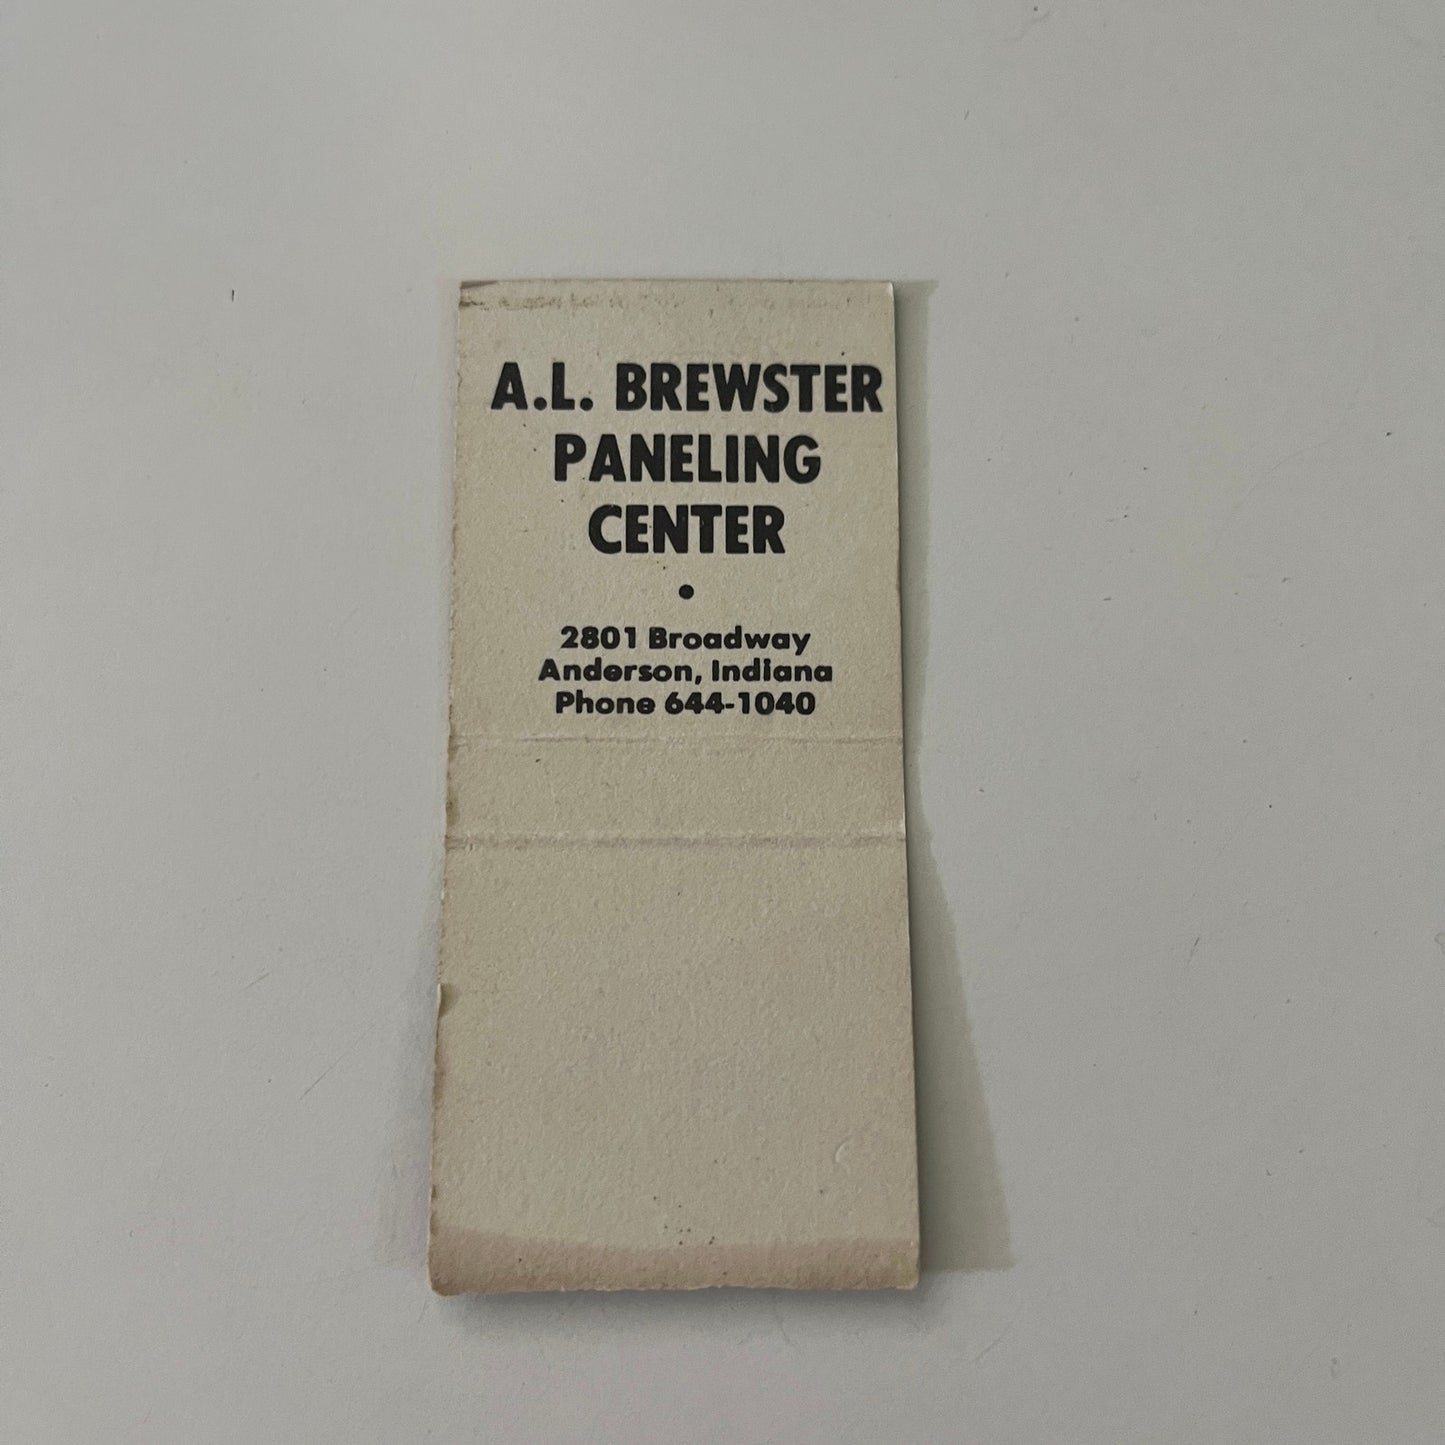 A.L. BREWSTER
PANELING
CENTER
•
2801 Broadway
Anderson, Indiana
Phone 644-1040